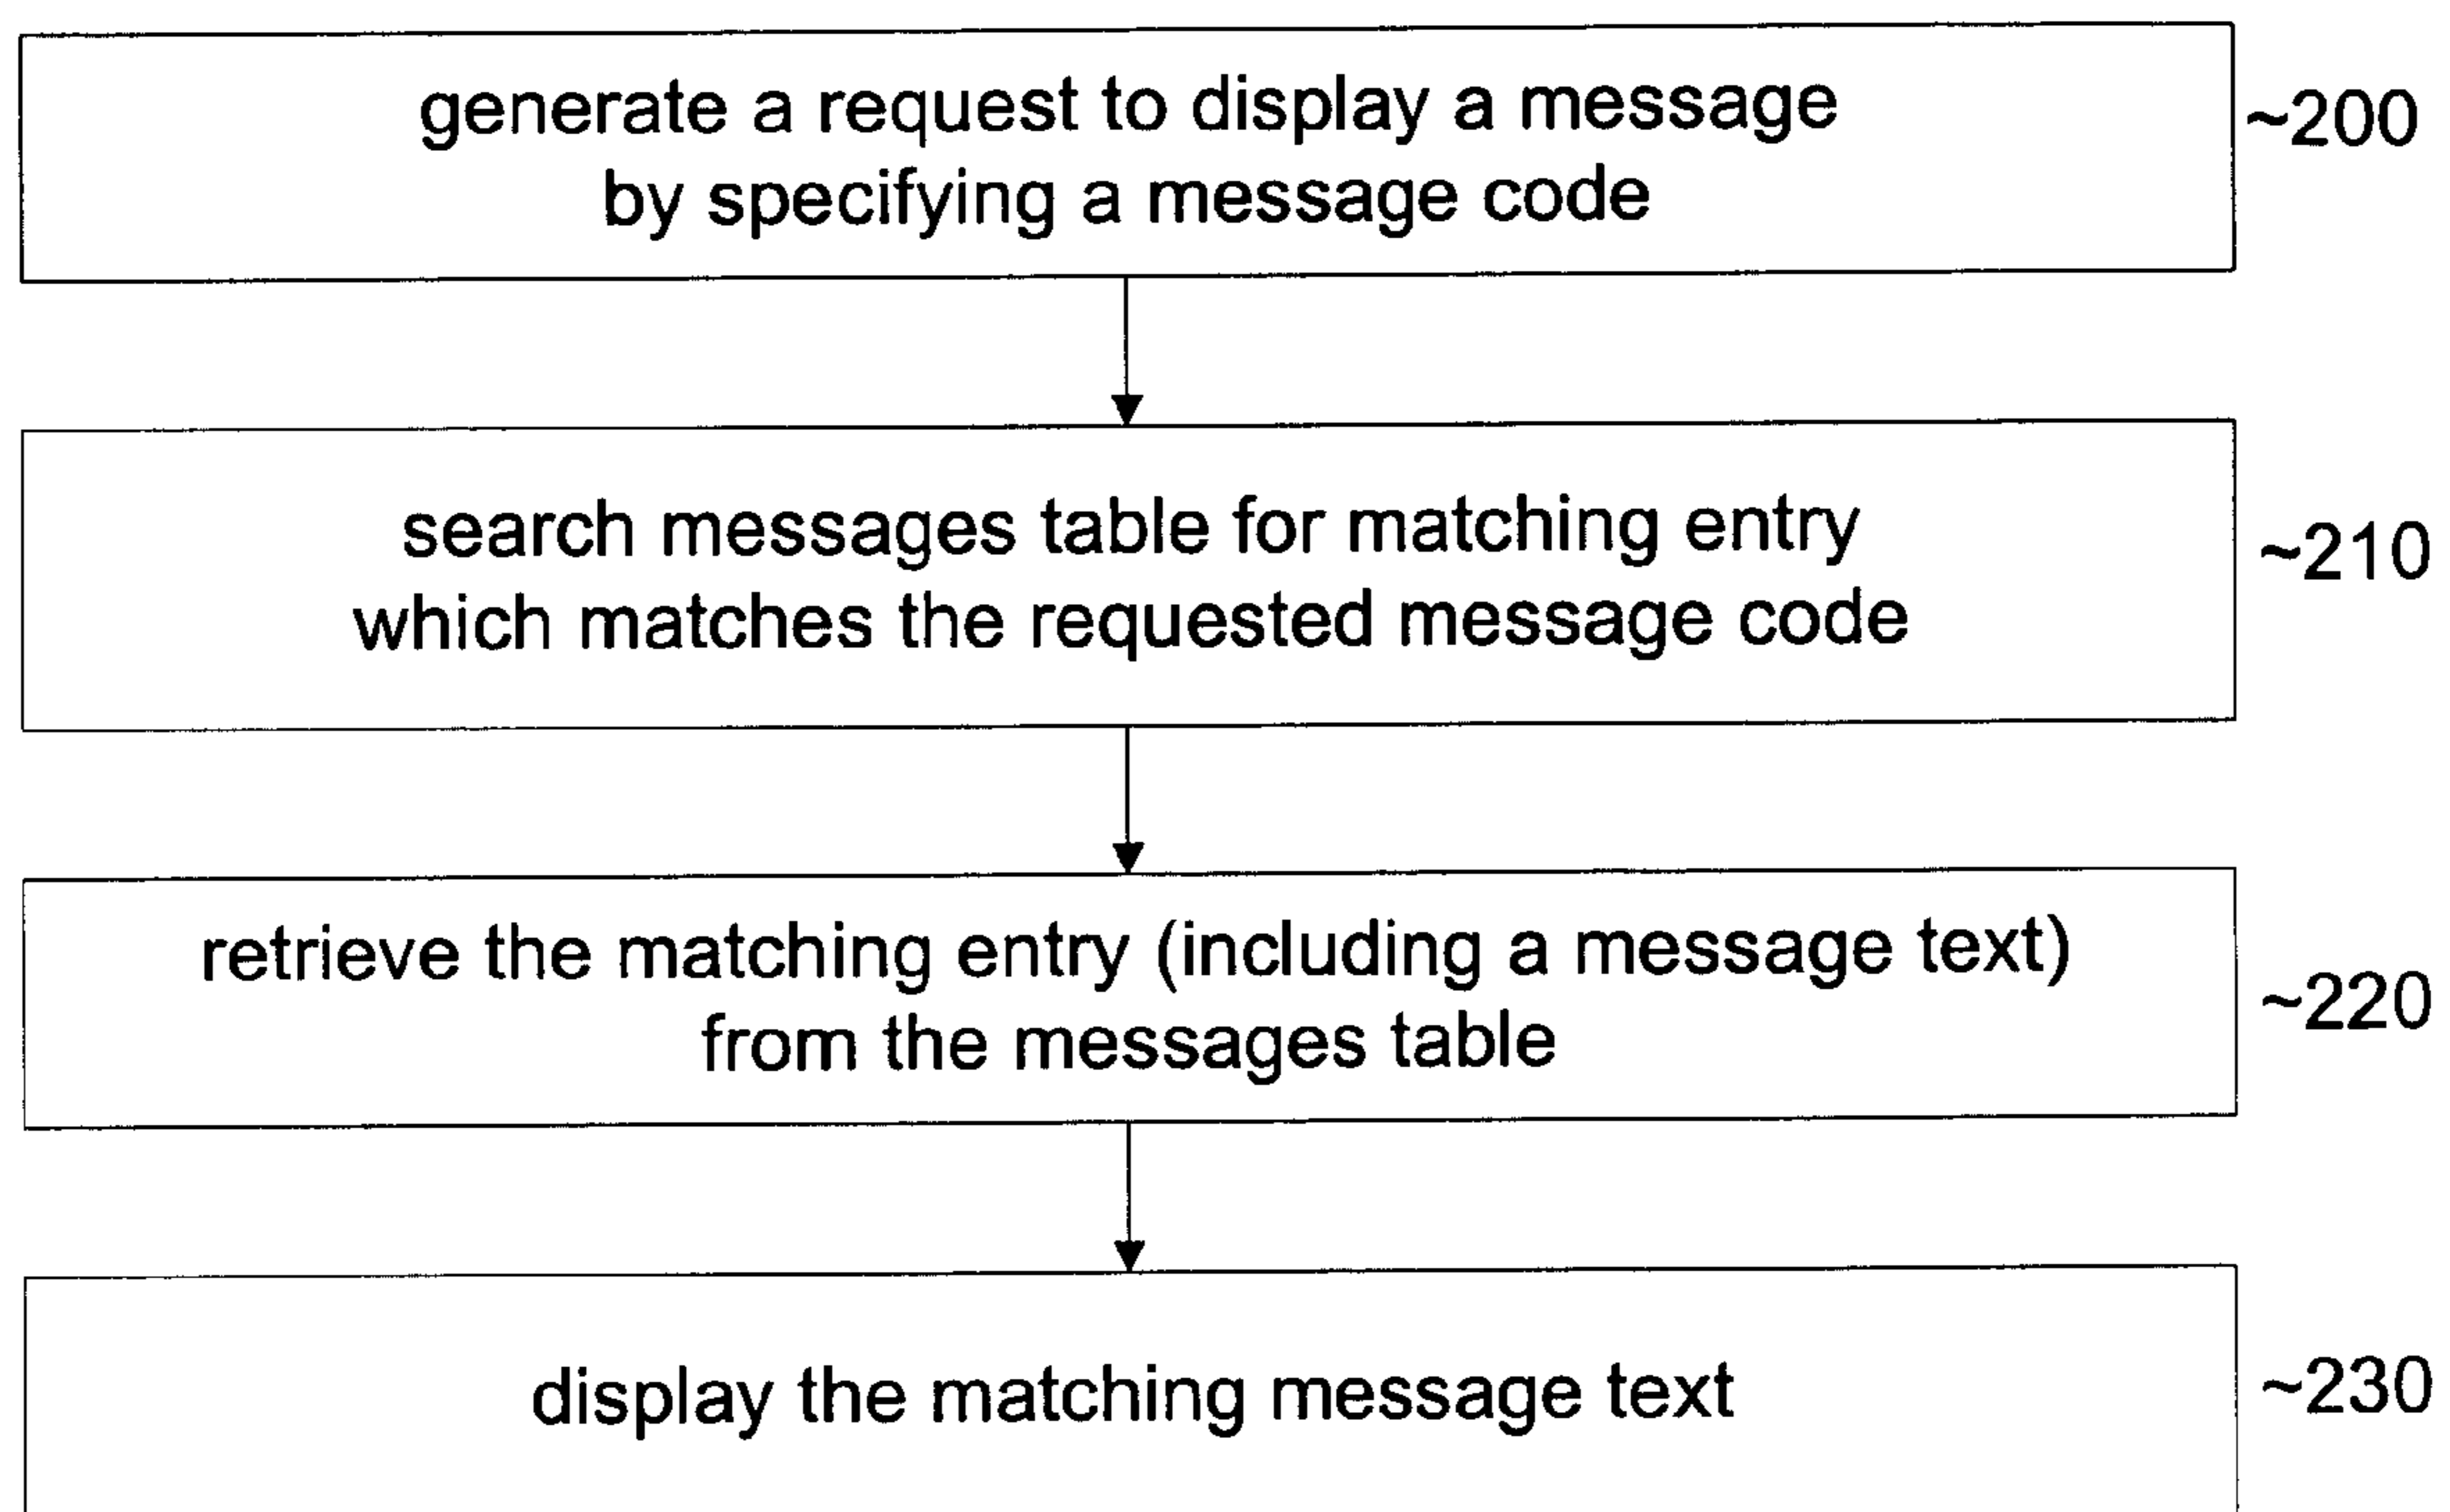 generate a request to display a message
by specifying a message code
~200
search messages table for matching entry
which matches the requested message code
~210
retrieve the matching entry (including a message text)
from the messages table
~220
display the matching message text
~230